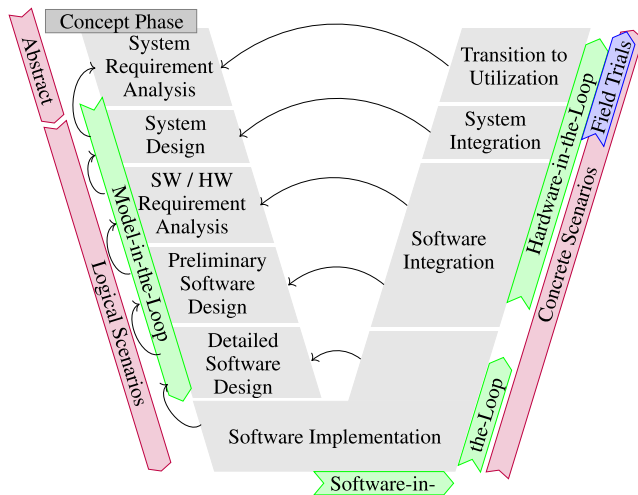 Concept Phase
Abstract
System
Requirement
Analysis
System
Design
SW / HW
Requirement
Analysis
Preliminary
Software
Design
Detailed
Software
Design
Software Implementation
Model-in-the-Loop
Logical Scenarios
Transition to
Utilization
System
Integration
Software
Integration
Hardware-in-the-Loop
Field Trials
Concrete Scenarios
Software-in-
the-Loop